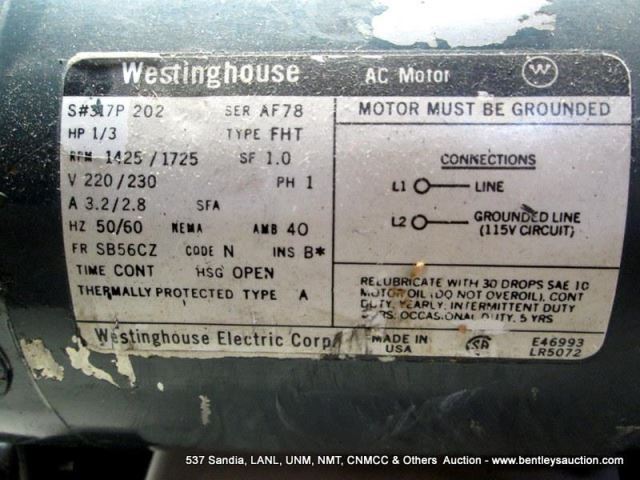 Westinghouse AC Motor W
S#317P 202 SER AF78
HP 1/3 TYPE FHT
RPM 1425/1725 SF 1.0
V 220/230 PH 1
A 3.2/2.8 SFA
HZ 50/60 NEMA AMB 40
FR SB56CZ CODE N INS B*
TIME CONT HSG OPEN
THERMALLY PROTECTED TYPE A
Westinghouse Electric Corp
MOTOR MUST BE GROUNDED
CONNECTIONS
L1 LINE
L2 GROUNDED LINE
(115V CIRCUIT)
RELUBRICATE WITH 30 DROPS SAE 10
MOTOR OIL (DO NOT OVEROIL), CONT
DUTY, YEARLY, INTERMITTENT DUTY
YRS. OCCASIONAL DUTY, 5 YRS
MADE IN
USA
SA
E46993
LR5072
537 Sandia, LANL, UNM, NMT, CNMCC & Others Auction - www.bentleysauction.com